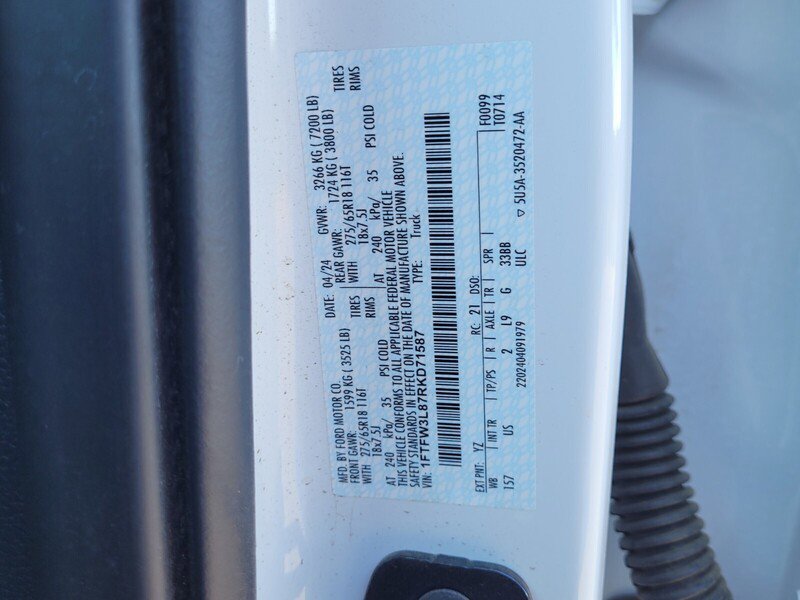 MFD. BY FORD MOTOR CO. DATE: 04/24 GVWR: 3266 KG ( 7200 LB)
FRONT GAWR: 1599 KG ( 3525 LB) REAR GAWR: 1724 KG ( 3800 LB)
WITH 275/65R18 116T TIRES WITH 275/65R18 116T TIRES
18x7.5J RIMS 18x7.5J RIMS
AT 240 kPa/ 35 PSI COLD AT 240 kPa/ 35 PSI COLD
THIS VEHICLE CONFORMS TO ALL APPLICABLE FEDERAL MOTOR VEHICLE
SAFETY STANDARDS IN EFFECT ON THE DATE OF MANUFACTURE SHOWN ABOVE.
VIN: 1FTFW3L87RKD71587 TYPE: Truck
F0099
EXT PNT: YZ RC: 21 DSO: T0714
WB INT TR TP/PS R AXLE TR SPR
157 US 2 L9 G 33BB
2202404091979 ULC 5U5A-3520472-AA